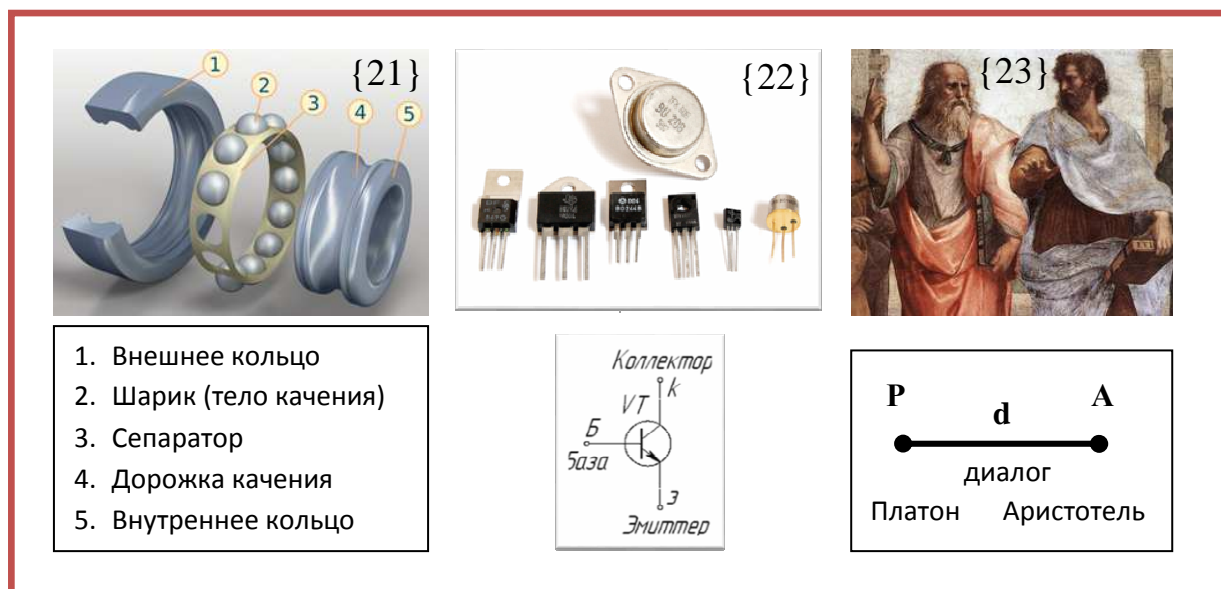 {21}
1
2
3
4
5
{22}
{23}
1. Внешнее кольцо
2. Шарик (тело качения)
3. Сепаратор
4. Дорожка качения
5. Внутреннее кольцо
Коллектор
к
VT
Б
База
э
Эмиттер
P d A
диалог
Платон Аристотель